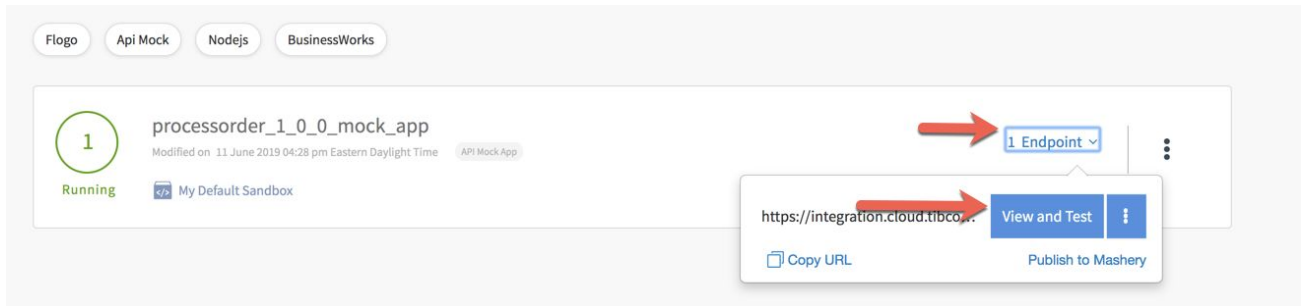 Flogo Api Mock Nodejs BusinessWorks
1
Running
processorder_1_0_0_mock_app
Modified on 11 June 2019 04:28 pm Eastern Daylight Time API Mock App
My Default Sandbox
1 Endpoint
https://integration.cloud.tibco... View and Test
Copy URL Publish to Mashery